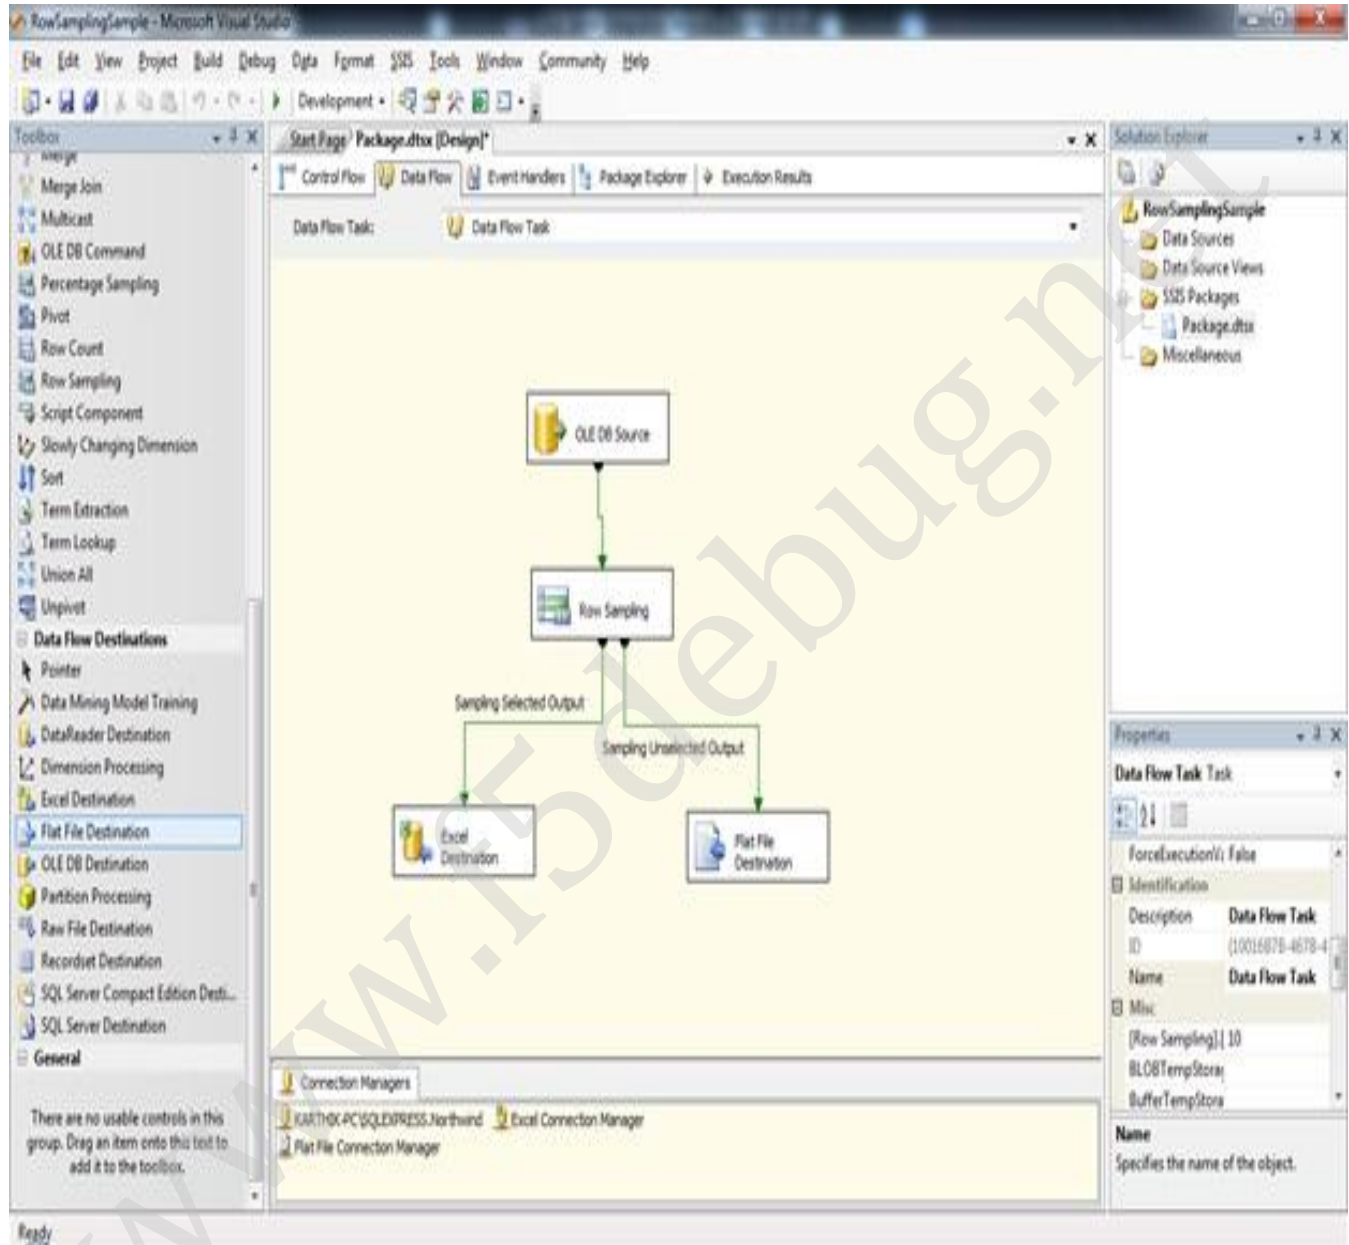 RowSamplingSample - Microsoft Visual Studio
File Edit View Project Build Debug Data Format SSIS Tools Window Community Help
Development
Toolbox
Merge
Merge Join
Multicast
OLE DB Command
Percentage Sampling
Pivot
Row Count
Row Sampling
Script Component
Slowly Changing Dimension
Sort
Term Extraction
Term Lookup
Union All
Unpivot
Data Flow Destinations
Pointer
Data Mining Model Training
DataReader Destination
Dimension Processing
Excel Destination
Flat File Destination
OLE DB Destination
Partition Processing
Raw File Destination
Recordset Destination
SQL Server Compact Edition Desti...
SQL Server Destination
General
There are no usable controls in this
group. Drag an item onto this text to
add it to the toolbox.
Start Page Package.dtsx [Design]*
Control Flow Data Flow Event Handlers Package Explorer Execution Results
Data Flow Task: Data Flow Task
OLE DB Source
Row Sampling
Sampling Selected Output
Sampling Unselected Output
Excel
Destination
Flat File
Destination
Connection Managers
KARTHIK-PC\SQLEXPRESS.Northwind Excel Connection Manager
Flat File Connection Manager
Solution Explorer
RowSamplingSample
Data Sources
Data Source Views
SSIS Packages
Package.dtsx
Miscellaneous
Properties
Data Flow Task Task
ForceExecutionVa False
Identification
Description Data Flow Task
ID {10016B7B-467B-4
Name Data Flow Task
Misc
[Row Sampling].[ 10
BLOBTempStorag
BufferTempStora
Name
Specifies the name of the object.
Ready
www.f5debug.net